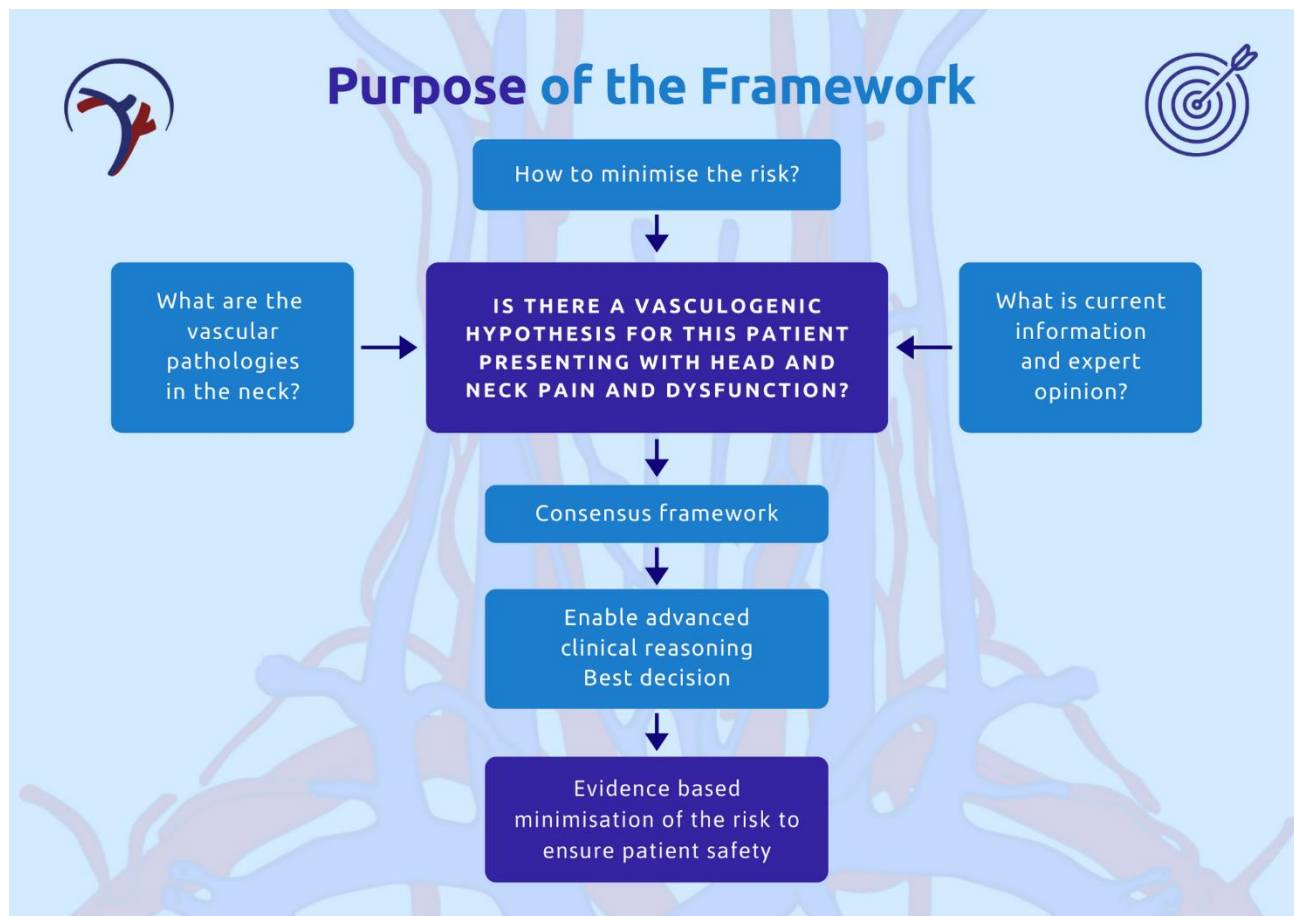 Purpose of the Framework
How to minimise the risk?
What are the
vascular
pathologies
in the neck?
IS THERE A VASCULOGENIC
HYPOTHESIS FOR THIS PATIENT
PRESENTING WITH HEAD AND
NECK PAIN AND DYSFUNCTION?
What is current
information
and expert
opinion?
Consensus framework
Enable advanced
clinical reasoning
Best decision
Evidence based
minimisation of the risk to
ensure patient safety